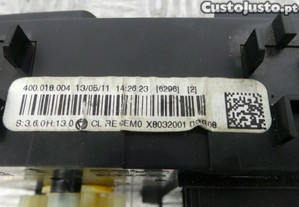 Custojusto.pt
400.018.004 13/05/11 14:26:23 [6296] [2]
S:3.6.0H:13.0 CL RE 4EM0 X8032001